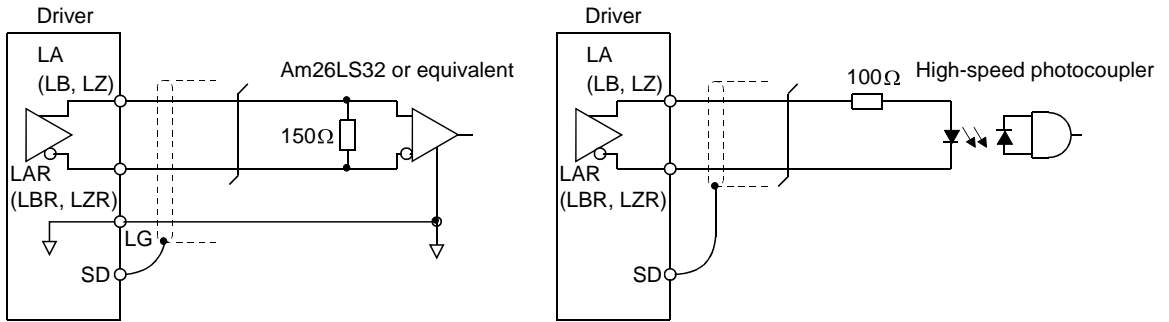 Driver
LA
(LB, LZ)
Am26LS32 or equivalent
150Ω
LAR
(LBR, LZR)
LG
SD
Driver
LA
(LB, LZ)
100Ω
High-speed photocoupler
LAR
(LBR, LZR)
SD